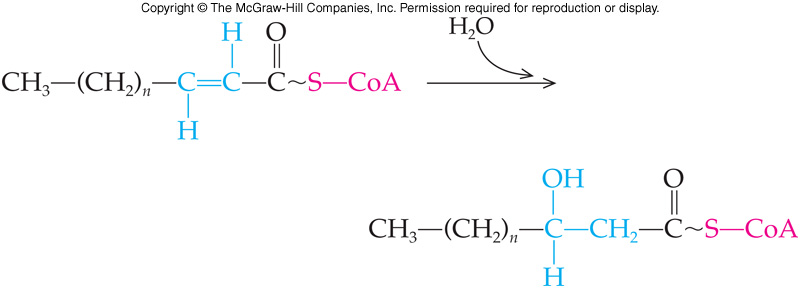 Copyright © The McGraw-Hill Companies, Inc. Permission required for reproduction or display.
H O H₂O
CH₃—(CH₂)ₙ—C=C—C~S—CoA
H
OH O
CH₃—(CH₂)ₙ—C—CH₂—C~S—CoA
H